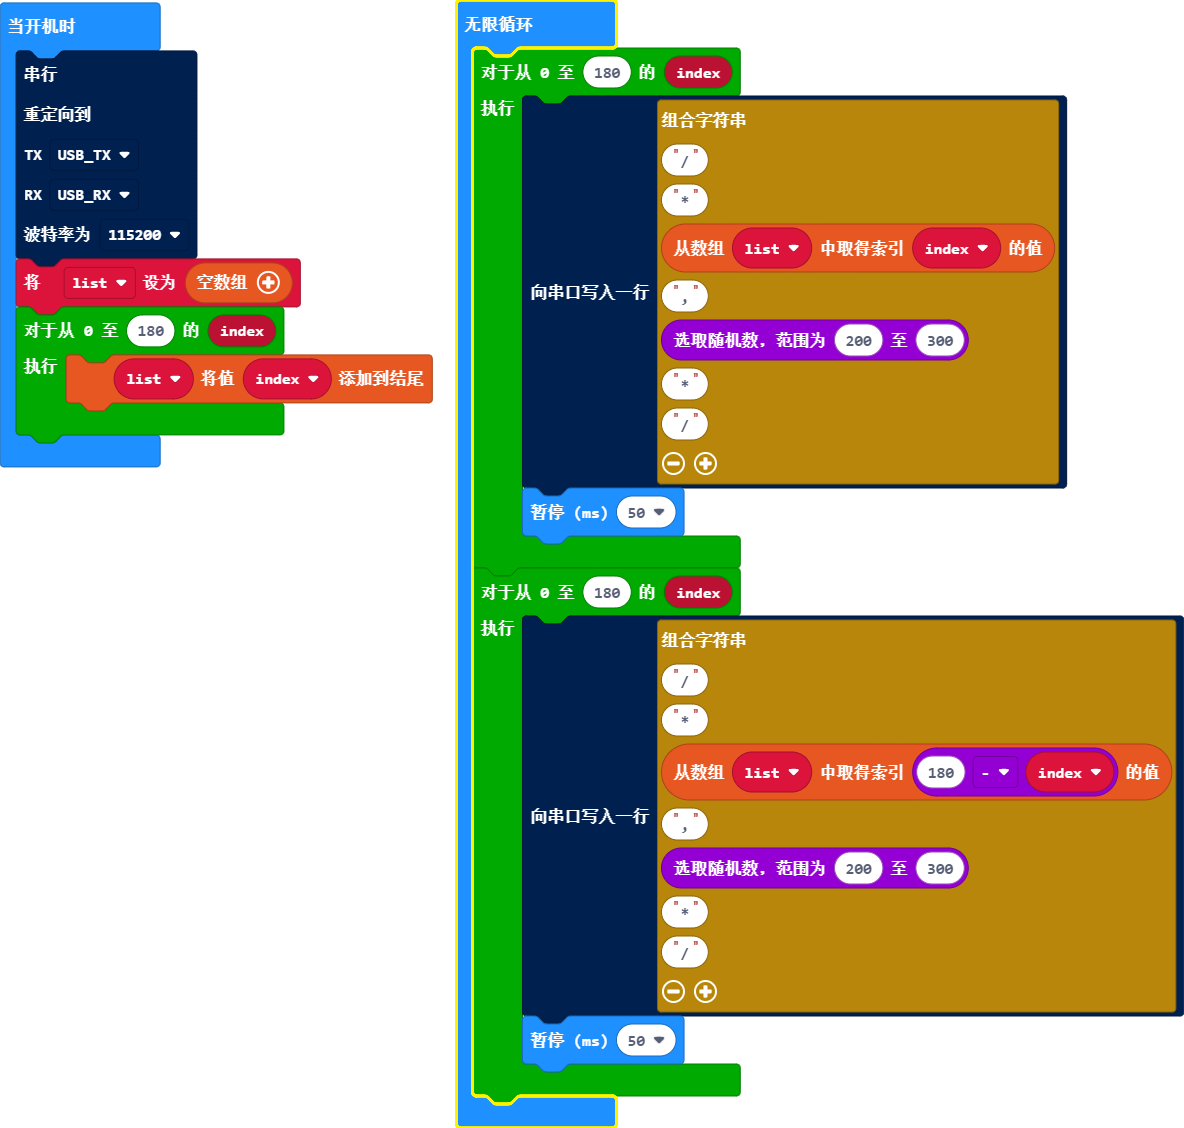 当开机时
串行
重定向到
TX USB_TX
RX USB_RX
波特率为 115200
将 list 设为 空数组
对于从 0 至 180 的 index
执行 list 将值 index 添加到结尾
无限循环
对于从 0 至 180 的 index
执行
向串口写入一行
组合字符串
"/"
"*"
从数组 list 中取得索引 index 的值
","
选取随机数，范围为 200 至 300
"*"
"/"
暂停 (ms) 50
对于从 0 至 180 的 index
执行
向串口写入一行
组合字符串
"/"
"*"
从数组 list 中取得索引 180 - index 的值
","
选取随机数，范围为 200 至 300
"*"
"/"
暂停 (ms) 50